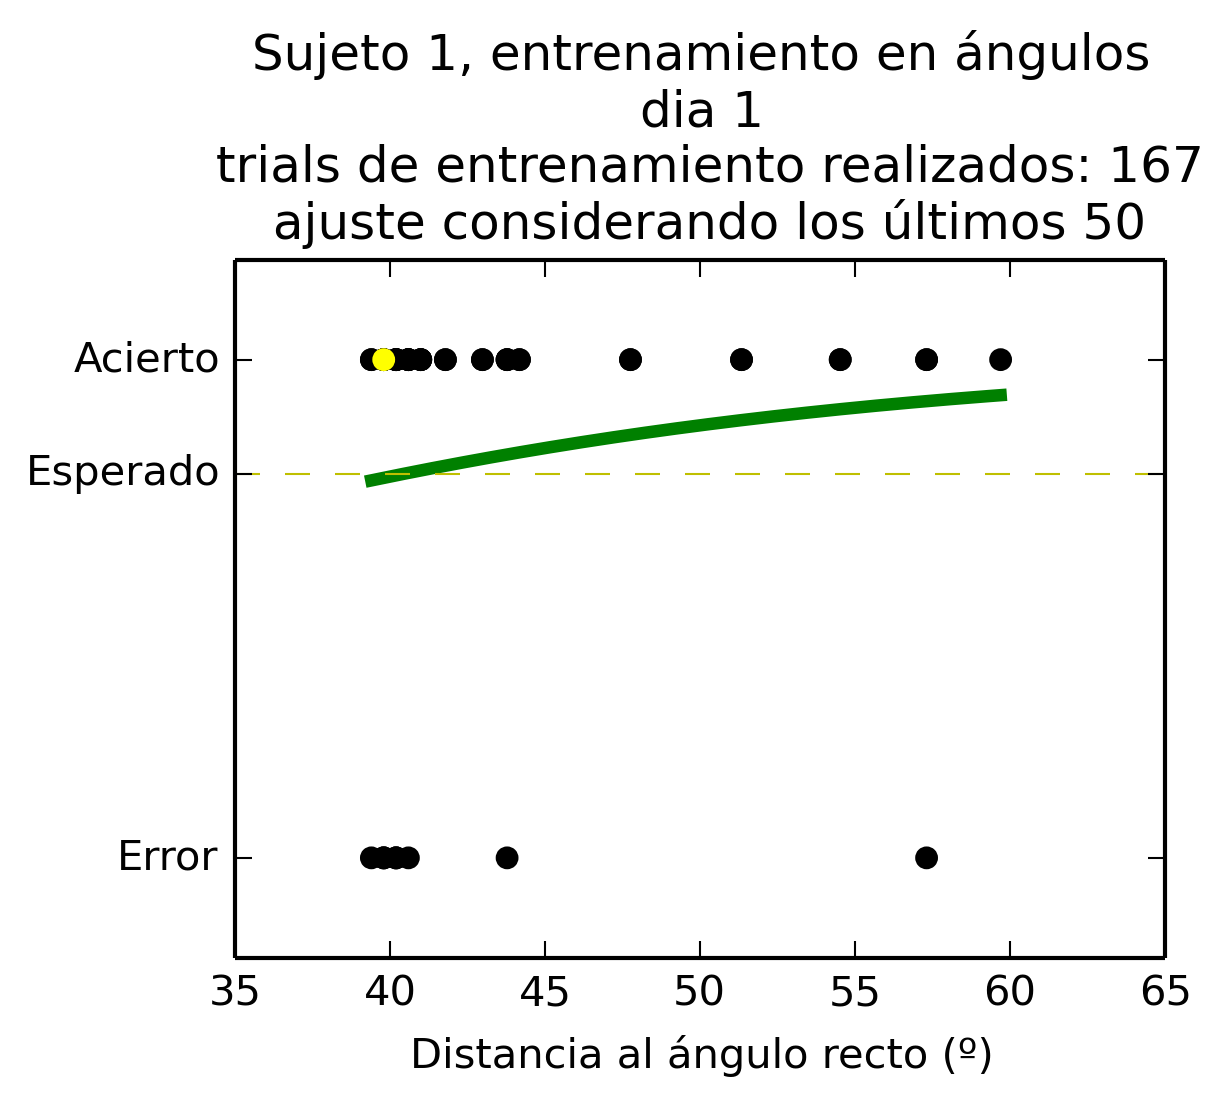 Sujeto 1, entrenamiento en ángulos
dia 1
trials de entrenamiento realizados: 167
ajuste considerando los últimos 50
Acierto
Esperado
Error
35 40 45 50 55 60 65
Distancia al ángulo recto (º)